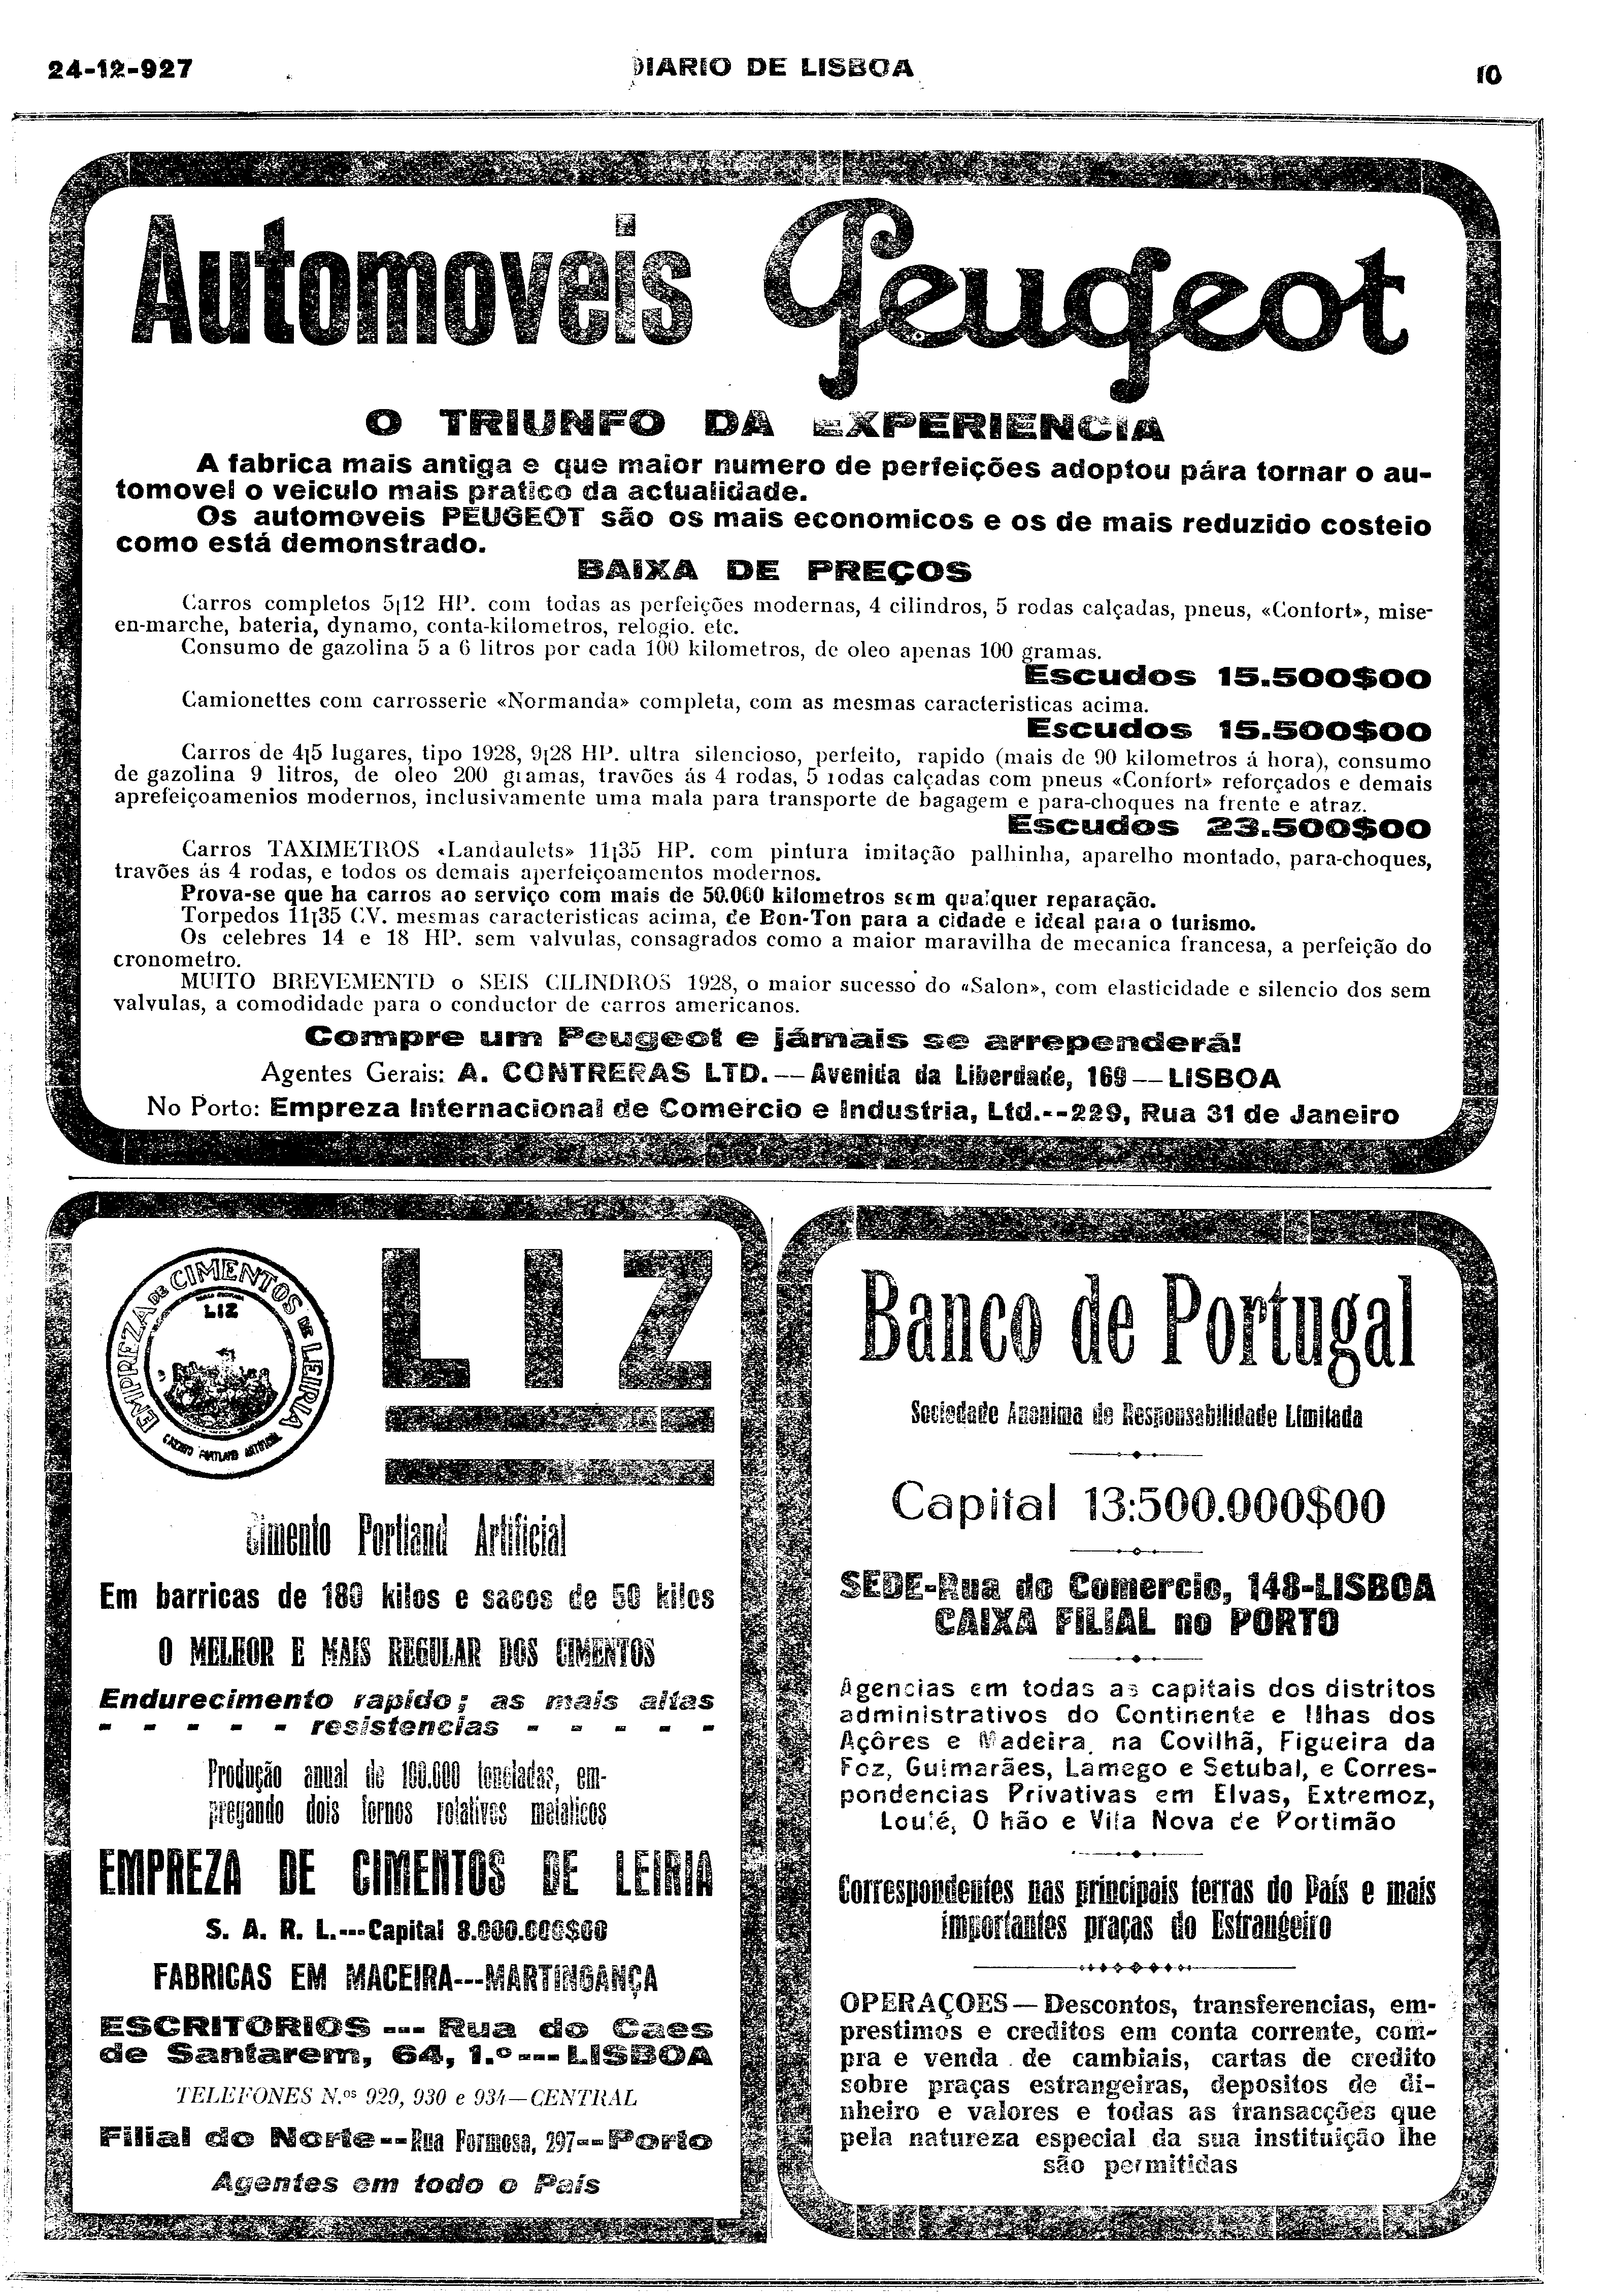 24-12-927
DIARIO DE LISBOA
10
Automoveis Peugeot
O TRIUNFO DA EXPERIENCIA
A fabrica mais antiga e que maior numero de perfeições adoptou pára tornar o au-
tomovel o veiculo mais pratico da actualidade.
Os automoveis PEUGEOT são os mais economicos e os de mais reduzido costeio
como está demonstrado.
BAIXA DE PREÇOS
Carros completos 5¡12 HP. com todas as perfeições modernas, 4 cilindros, 5 rodas calçadas, pneus, «Confort», mise-
en-marche, bateria, dynamo, conta-kilometros, relogio. etc.
Consumo de gazolina 5 a 6 litros por cada 100 kilometros, de oleo apenas 100 gramas.
Escudos 15.500$00
Camionettes com carrosserie «Normanda» completa, com as mesmas caracteristicas acima.
Escudos 15.500$00
Carros de 4¡5 lugares, tipo 1928, 9¡28 HP. ultra silencioso, perfeito, rapido (mais de 90 kilometros á hora), consumo
de gazolina 9 litros, de oleo 200 gramas, travões ás 4 rodas, 5 rodas calçadas com pneus «Confort» reforçados e demais
aprefeiçoamenios modernos, inclusivamente uma mala para transporte de bagagem e para-choques na frente e atraz.
Escudos 23.500$00
Carros TAXIMETROS «Landaulets» 11¡35 HP. com pintura imitação palhinha, aparelho montado, para-choques,
travões ás 4 rodas, e todos os demais aperfeiçoamentos modernos.
Prova-se que ha carros ao serviço com mais de 50.000 kilometros sem qualquer reparação.
Torpedos 11¡35 C.V. mesmas caracteristicas acima, de Bon-Ton para a cidade e ideal para o turismo.
Os celebres 14 e 18 HP. sem valvulas, consagrados como a maior maravilha de mecanica francesa, a perfeição do
cronometro.
MUITO BREVEMENTD o SEIS CILINDROS 1928, o maior sucesso do «Salon», com elasticidade e silencio dos sem
valvulas, a comodidade para o conductor de carros americanos.
Compre um Peugeot e jámais se arrependerá!
Agentes Gerais: A. CONTRERAS LTD.—Avenida da Liberdade, 169—LISBOA
No Porto: Empreza Internacional de Comercio e Industria, Ltd.--229, Rua 31 de Janeiro
EMPREZA DE CIMENTOS DE LEIRIA
LIZ
CIMENTO PORTLAND ARTIFICIAL
LIZ
Cimento Portland Artificial
Em barricas de 180 kilos e sacos de 50 kilos
O MELHOR E MAIS REGULAR DOS CIMENTOS
Endurecimento rapido; as mais altas
- - - - - resistencias - - - - -
Produção anual de 100.000 toneladas, em-
pregando dois fornos rotativos metalicos
EMPREZA DE CIMENTOS DE LEIRIA
S. A. R. L.---Capital 8.000.000$00
FABRICAS EM MACEIRA---MARTINGANÇA
ESCRITORIOS --- Rua do Caes
de Santarem, 64, 1.º---LISBOA
TELEFONES N.os 929, 930 e 934—CENTRAL
Filial do Norte--Rua Formosa, 297--Porto
Agentes em todo o País
Banco de Portugal
Sociedade Anonima de Responsabilidade Limitada
Capital 13:500.000$00
SEDE-Rua do Comercio, 148-LISBOA
CAIXA FILIAL no PORTO
Agencias em todas as capitais dos distritos
administrativos do Continente e Ilhas dos
Açôres e Madeira, na Covilhã, Figueira da
Foz, Guimarães, Lamego e Setubal, e Corres-
pondencias Privativas em Elvas, Extremoz,
Loulé, Olhão e Vila Nova de Portimão
Correspondentes nas principais terras do País e mais
importantes praças do Estrangeiro
OPERAÇOES—Descontos, transferencias, em-
prestimos e creditos em conta corrente, com-
pra e venda de cambiais, cartas de credito
sobre praças estrangeiras, depositos de di-
nheiro e valores e todas as transacções que
pela natureza especial da sua instituição lhe
são permitidas